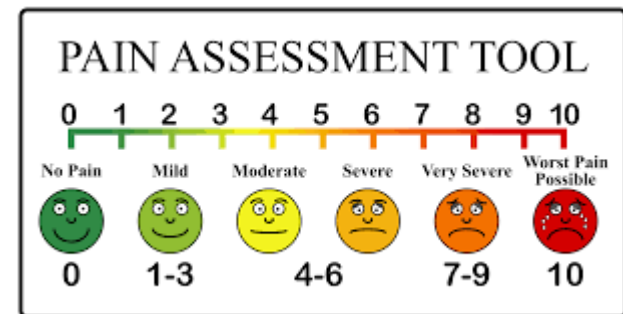 PAIN ASSESSMENT TOOL
0 1 2 3 4 5 6 7 8 9 10
No Pain Mild Moderate Severe Very Severe Worst Pain
Possible
0 1-3 4-6 7-9 10